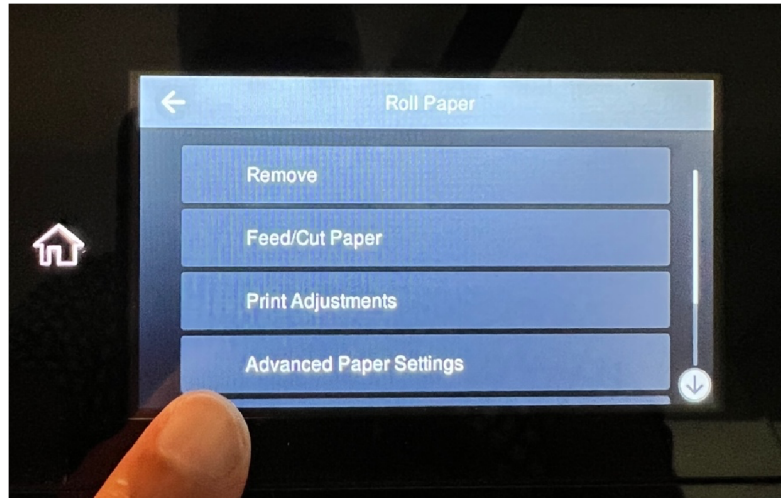 Roll Paper
Remove
Feed/Cut Paper
Print Adjustments
Advanced Paper Settings